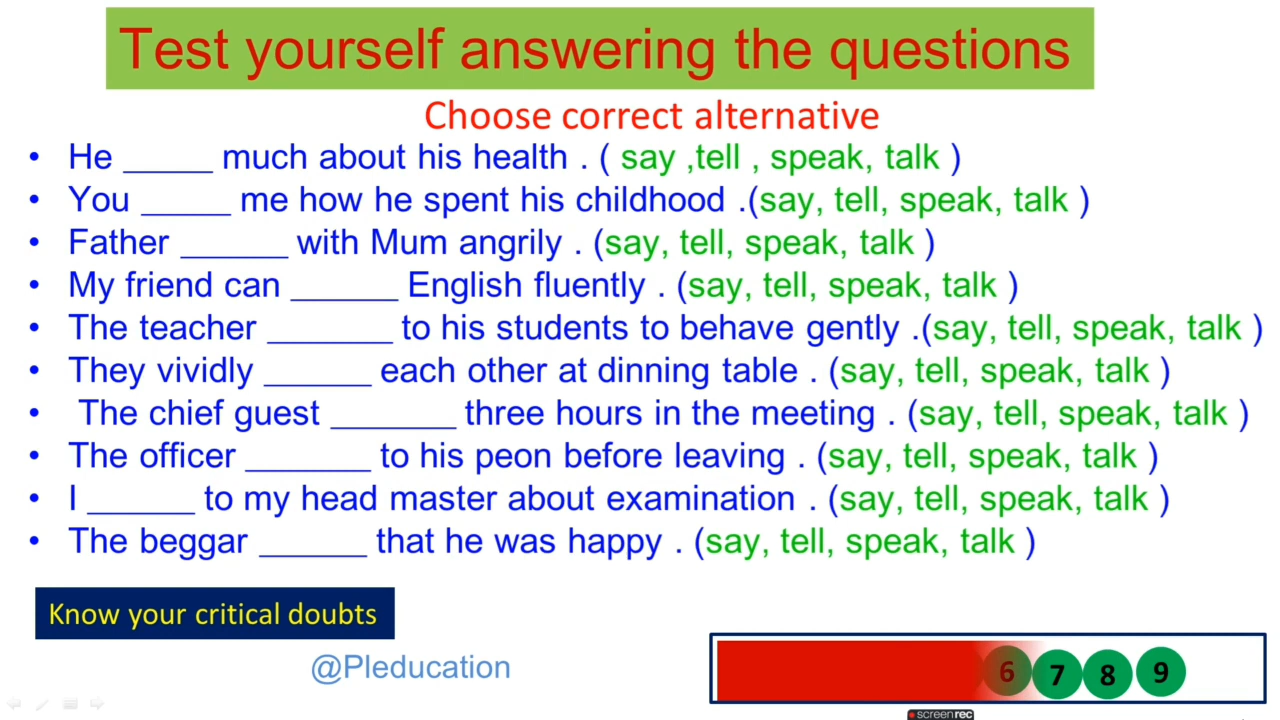 Test yourself answering the questions
Choose correct alternative
• He _____ much about his health . ( say ,tell , speak, talk )
• You _____ me how he spent his childhood .(say, tell, speak, talk )
• Father ______ with Mum angrily . (say, tell, speak, talk )
• My friend can ______ English fluently . (say, tell, speak, talk )
• The teacher _______ to his students to behave gently .(say, tell, speak, talk )
• They vividly ______ each other at dinning table . (say, tell, speak, talk )
• The chief guest _______ three hours in the meeting . (say, tell, speak, talk )
• The officer _______ to his peon before leaving . (say, tell, speak, talk )
• I ______ to my head master about examination . (say, tell, speak, talk )
• The beggar ______ that he was happy . (say, tell, speak, talk )
Know your critical doubts
@Pleducation
6 7 8 9
screenrec